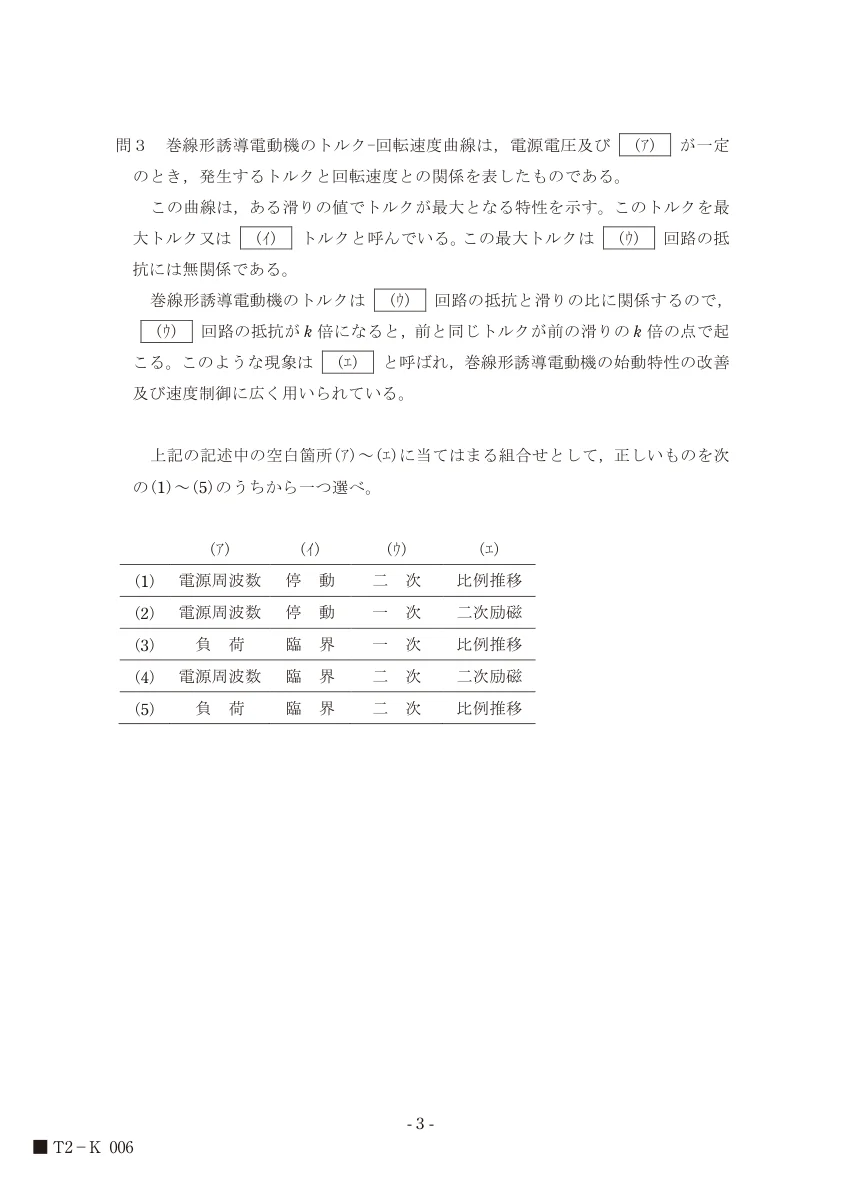 問３　巻線形誘導電動機のトルク-回転速度曲線は，電源電圧及び (ｱ) が一定
のとき，発生するトルクと回転速度との関係を表したものである。
この曲線は，ある滑りの値でトルクが最大となる特性を示す。このトルクを最
大トルク又は (ｲ) トルクと呼んでいる。この最大トルクは (ｳ) 回路の抵
抗には無関係である。
巻線形誘導電動機のトルクは (ｳ) 回路の抵抗と滑りの比に関係するので，
(ｳ) 回路の抵抗が k 倍になると，前と同じトルクが前の滑りの k 倍の点で起
こる。このような現象は (ｴ) と呼ばれ，巻線形誘導電動機の始動特性の改善
及び速度制御に広く用いられている。
上記の記述中の空白箇所(ｱ)～(ｴ)に当てはまる組合せとして，正しいものを次
の(1)～(5)のうちから一つ選べ。
(ｱ) (ｲ) (ｳ) (ｴ)
(1) 電源周波数 停　動 二　次 比例推移
(2) 電源周波数 停　動 一　次 二次励磁
(3) 負　荷 臨　界 一　次 比例推移
(4) 電源周波数 臨　界 二　次 二次励磁
(5) 負　荷 臨　界 二　次 比例推移
- 3 -
■ T2－K 006